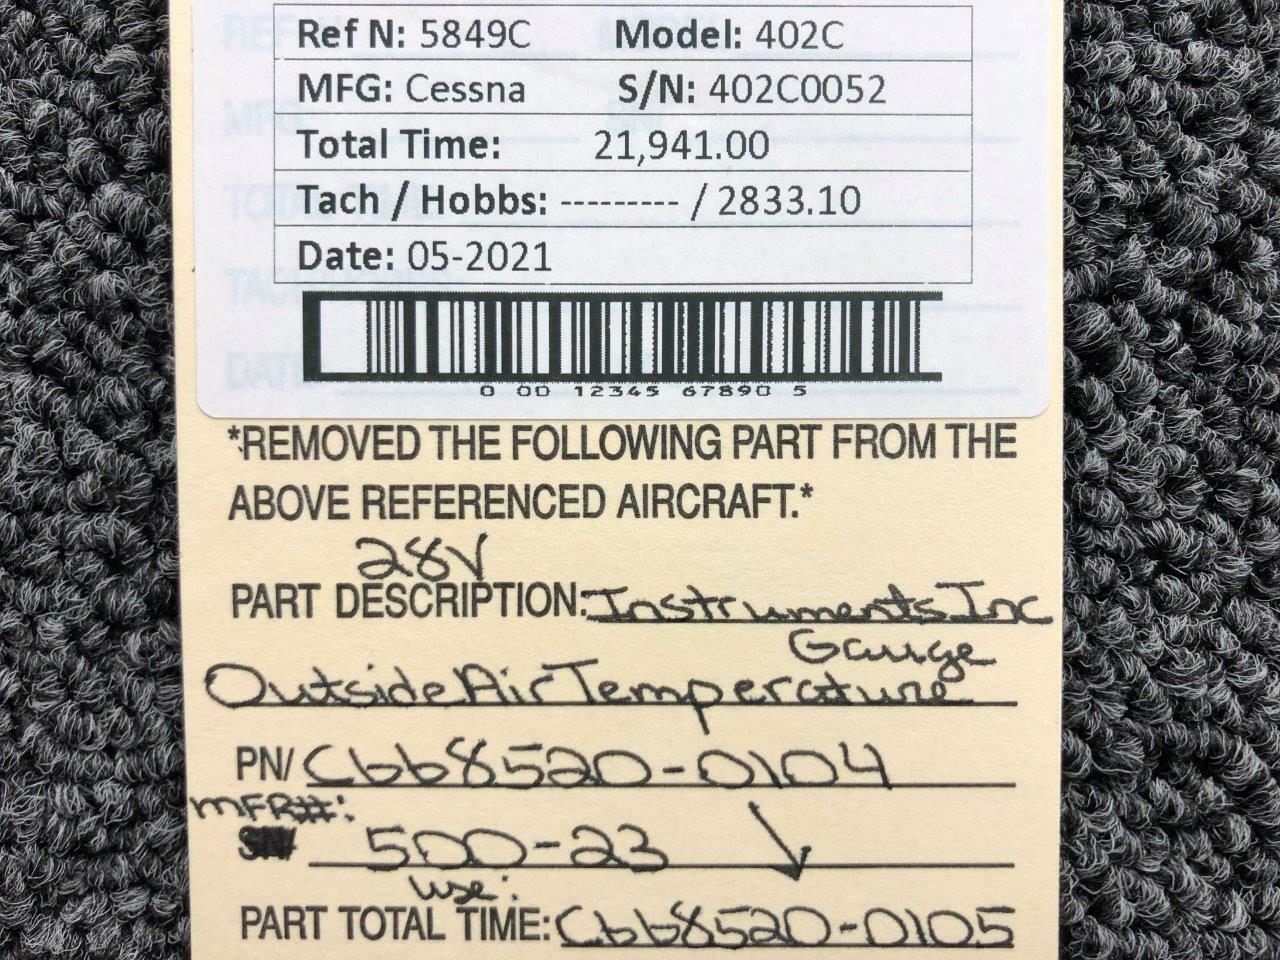 Ref N: 5849C Model: 402C
MFG: Cessna S/N: 402C0052
Total Time: 21,941.00
Tach / Hobbs: --------- / 2833.10
Date: 05-2021
0 00 12345 67890 5
*REMOVED THE FOLLOWING PART FROM THE
ABOVE REFERENCED AIRCRAFT.*
28V
PART DESCRIPTION: Instruments Inc
Gauge
Outside Air Temperature
PN/ C668520-0104
MFR#:
SN/ 500-23
use:
PART TOTAL TIME: C668520-0105